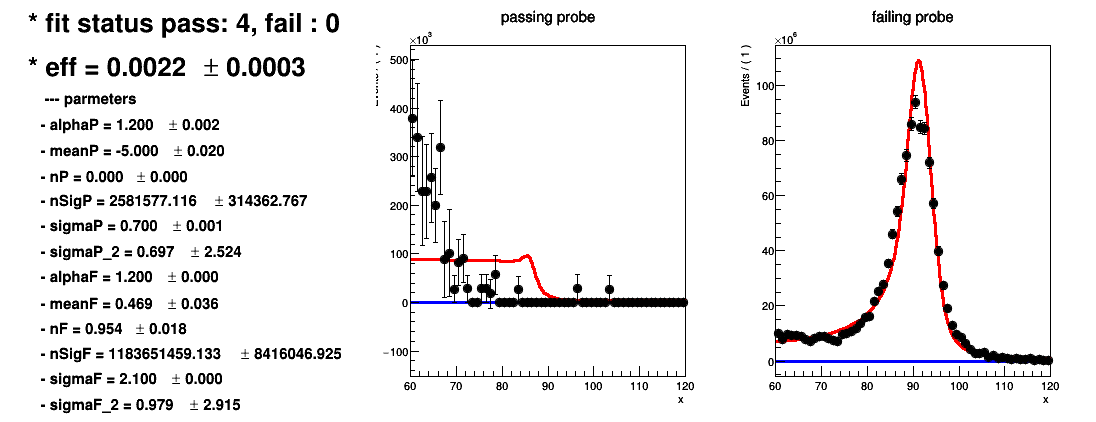 * fit status pass: 4, fail : 0
* eff = 0.0022 ± 0.0003
--- parmeters
- alphaP = 1.200 ± 0.002
- meanP = -5.000 ± 0.020
- nP = 0.000 ± 0.000
- nSigP = 2581577.116 ± 314362.767
- sigmaP = 0.700 ± 0.001
- sigmaP_2 = 0.697 ± 2.524
- alphaF = 1.200 ± 0.000
- meanF = 0.469 ± 0.036
- nF = 0.954 ± 0.018
- nSigF = 1183651459.133 ± 8416046.925
- sigmaF = 2.100 ± 0.000
- sigmaF_2 = 0.979 ± 2.915
passing probe
×10³
500
400
300
200
100
0
−100
60 70 80 90 100 110 120
x
failing probe
×10⁶
Events / ( 1 )
100
80
60
40
20
0
60 70 80 90 100 110 120
x